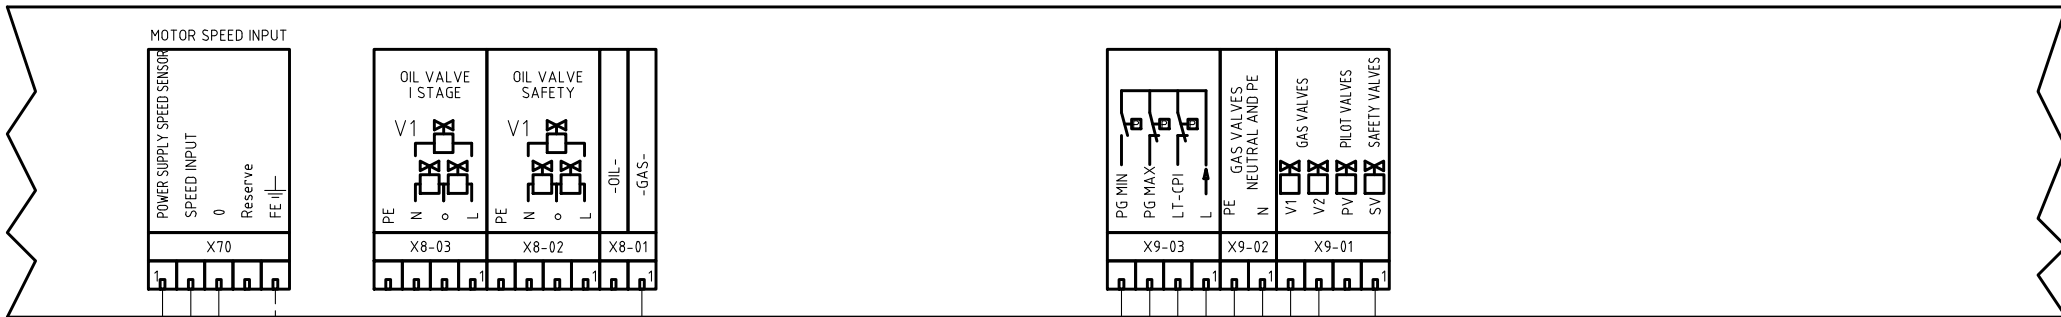 MOTOR SPEED INPUT
POWER SUPPLY SPEED SENSOR
SPEED INPUT
0
Reserve
FE
X70
1
OIL VALVE
I STAGE
V1
PE
N
o
L
X8-03
1
OIL VALVE
SAFETY
V1
PE
N
o
L
X8-02
1
-OIL-
-GAS-
X8-01
1
PG MIN
PG MAX
LT-CPI
L
P
P
P
X9-03
1
GAS VALVES
NEUTRAL AND PE
PE
N
X9-02
1
GAS VALVES
PILOT VALVES
SAFETY VALVES
V1
V2
PV
SV
X9-01
1